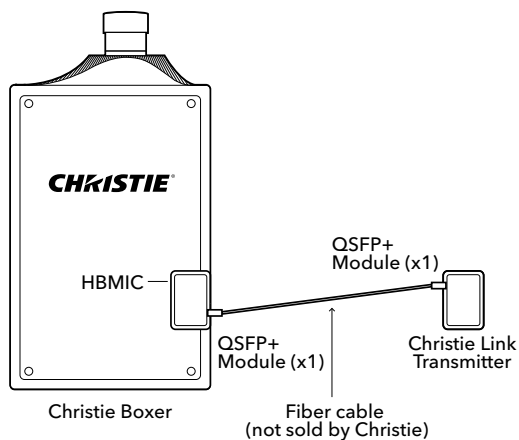 CHRISTIE®
HBMIC
QSFP+
Module (x1)
QSFP+
Module (x1)
Christie Link
Transmitter
Christie Boxer
Fiber cable
(not sold by Christie)